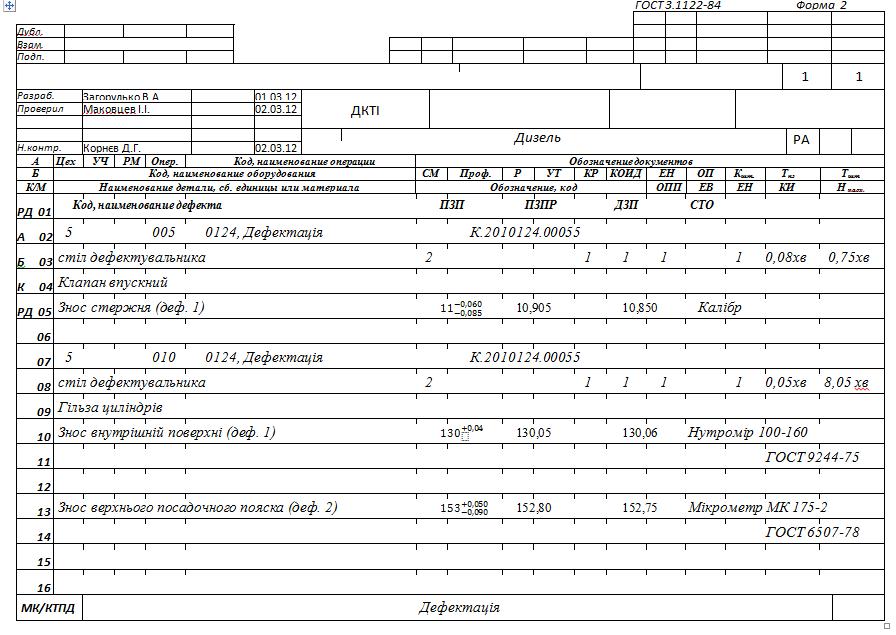 ГОСТ 3.1122-84 Форма 2
Дубл.
Взам.
Подп.
1 1
Разраб. Загорулько В.А. 01.03.12
Проверил Маковцев І.І. 02.03.12
ДКТІ
Дизель РА
Н.контр. Корнєв Д.Г. 02.03.12
А Цех УЧ РМ Опер. Код, наименование операции Обозначение документов
Б Код, наименование оборудования СМ Проф. Р УТ КР КОИД ЕН ОП Кшт. Тпз Тшт
К/М Наименование детали, сб. единицы или материала Обозначение, код ОПП ЕВ ЕН КИ Н расх.
РД 01 Код, наименование дефекта ПЗП ПЗПР ДЗП СТО
А 02 5 005 0124, Дефектація К.2010124.00055
Б 03 стіл дефектувальника 2 1 1 1 1 0,08хв 0,75хв
К 04 Клапан впускний
РД 05 Знос стержня (деф. 1) 11−0,060 −0,085 10,905 10,850 Калібр
06
07 5 010 0124, Дефектація К.2010124.00055
08 стіл дефектувальника 2 1 1 1 1 0,05хв 8,05 хв
09 Гільза циліндрів
10 Знос внутрішній поверхні (деф. 1) 130+0,04 130,05 130,06 Нутромір 100-160
11 ГОСТ 9244-75
12
13 Знос верхнього посадочного пояска (деф. 2) 153+0,050 −0,090 152,80 152,75 Мікрометр МК 175-2
14 ГОСТ 6507-78
15
16
МК/КТПД Дефектація